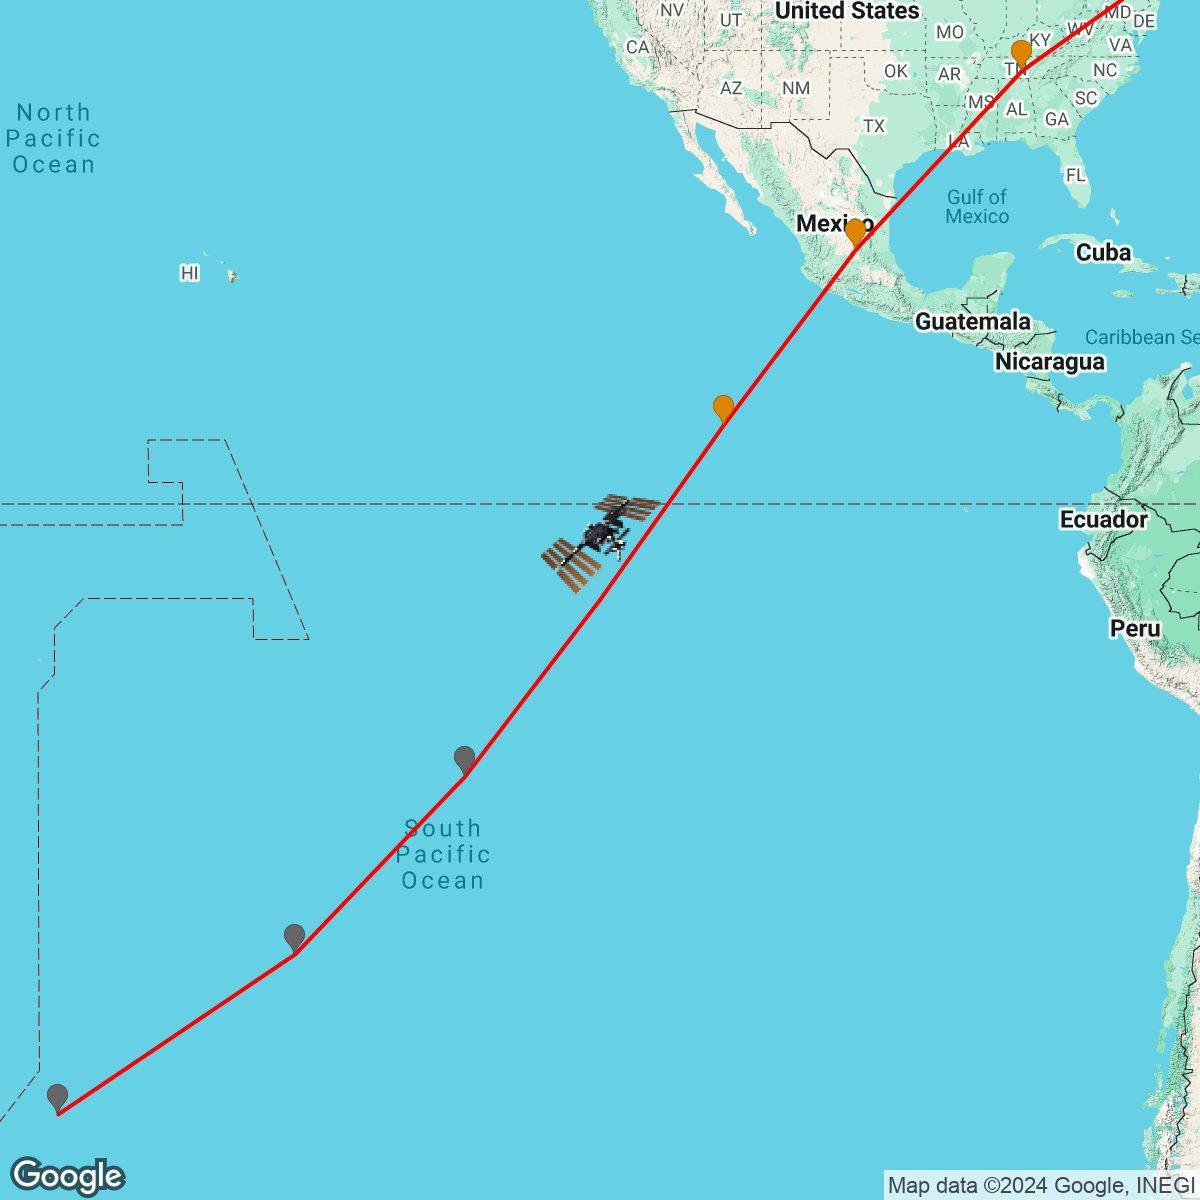 NV
UT
United States
MO
KY
WV
MD
DE
VA
CA
AZ
NM
OK
AR
TN
NC
SC
MS
AL
GA
TX
LA
FL
North
Pacific
Ocean
Gulf of
Mexico
Mexico
Cuba
HI
Guatemala
Caribbean Se
Nicaragua
Ecuador
Peru
South
Pacific
Ocean
Google
Map data ©2024 Google, INEGI